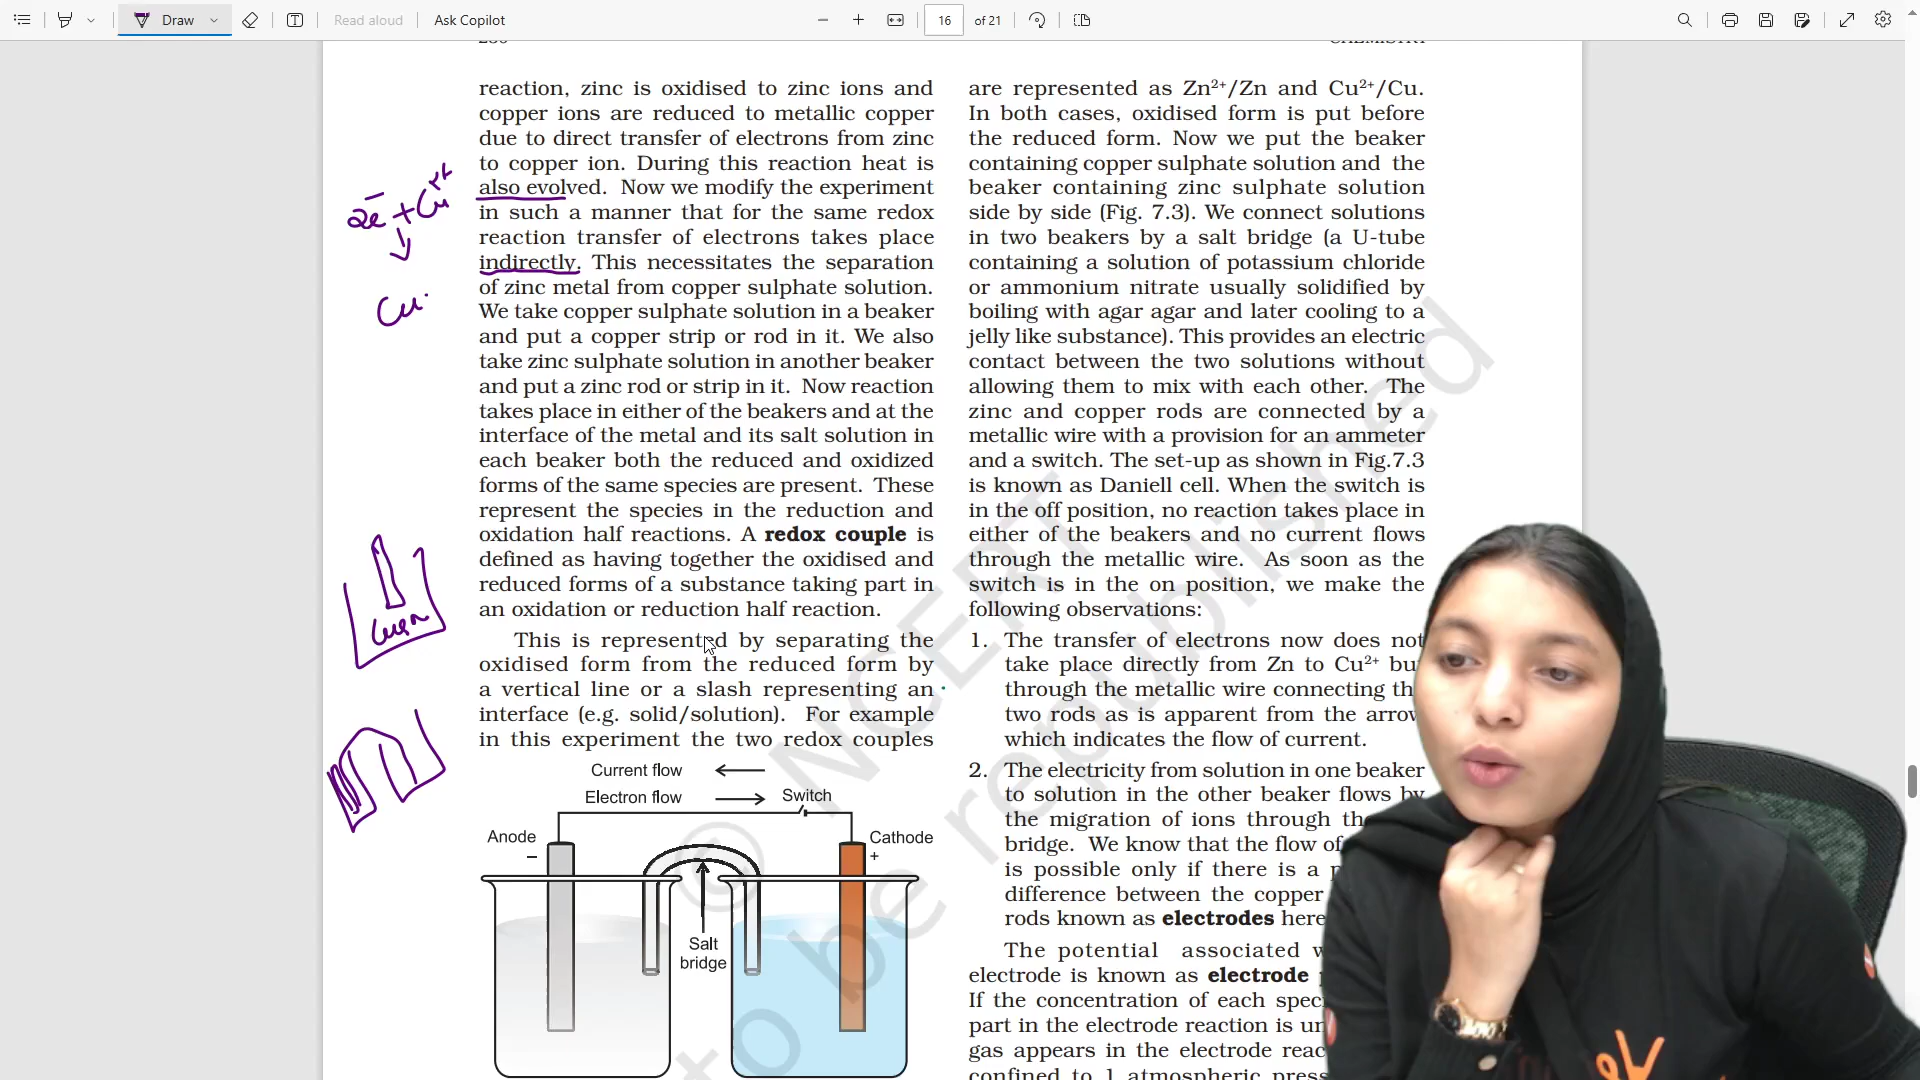 Draw
Read aloud
Ask Copilot
16
of 21
reaction, zinc is oxidised to zinc ions and
copper ions are reduced to metallic copper
due to direct transfer of electrons from zinc
to copper ion. During this reaction heat is
also evolved. Now we modify the experiment
in such a manner that for the same redox
reaction transfer of electrons takes place
indirectly. This necessitates the separation
of zinc metal from copper sulphate solution.
We take copper sulphate solution in a beaker
and put a copper strip or rod in it. We also
take zinc sulphate solution in another beaker
and put a zinc rod or strip in it. Now reaction
takes place in either of the beakers and at the
interface of the metal and its salt solution in
each beaker both the reduced and oxidized
forms of the same species are present. These
represent the species in the reduction and
oxidation half reactions. A redox couple is
defined as having together the oxidised and
reduced forms of a substance taking part in
an oxidation or reduction half reaction.
This is represented by separating the
oxidised form from the reduced form by
a vertical line or a slash representing an
interface (e.g. solid/solution). For example
in this experiment the two redox couples
2e⁻ + Cu²⁺
Cu
Current flow
Electron flow
Switch
Anode
−
Cathode
+
Salt
bridge
are represented as Zn²⁺/Zn and Cu²⁺/Cu.
In both cases, oxidised form is put before
the reduced form. Now we put the beaker
containing copper sulphate solution and the
beaker containing zinc sulphate solution
side by side (Fig. 7.3). We connect solutions
in two beakers by a salt bridge (a U-tube
containing a solution of potassium chloride
or ammonium nitrate usually solidified by
boiling with agar agar and later cooling to a
jelly like substance). This provides an electric
contact between the two solutions without
allowing them to mix with each other. The
zinc and copper rods are connected by a
metallic wire with a provision for an ammeter
and a switch. The set-up as shown in Fig.7.3
is known as Daniell cell. When the switch is
in the off position, no reaction takes place in
either of the beakers and no current flows
through the metallic wire. As soon as the
switch is in the on position, we make the
following observations:
1. The transfer of electrons now does not
take place directly from Zn to Cu²⁺ bu
through the metallic wire connecting th
two rods as is apparent from the arrow
which indicates the flow of current.
2. The electricity from solution in one beaker
to solution in the other beaker flows by
the migration of ions through th
bridge. We know that the flow of
is possible only if there is a p
difference between the copper
rods known as electrodes here
The potential associated w
electrode is known as electrode
If the concentration of each spec
part in the electrode reaction is un
gas appears in the electrode reac
confined to 1 atmospheric press
© NCERT
to be republished